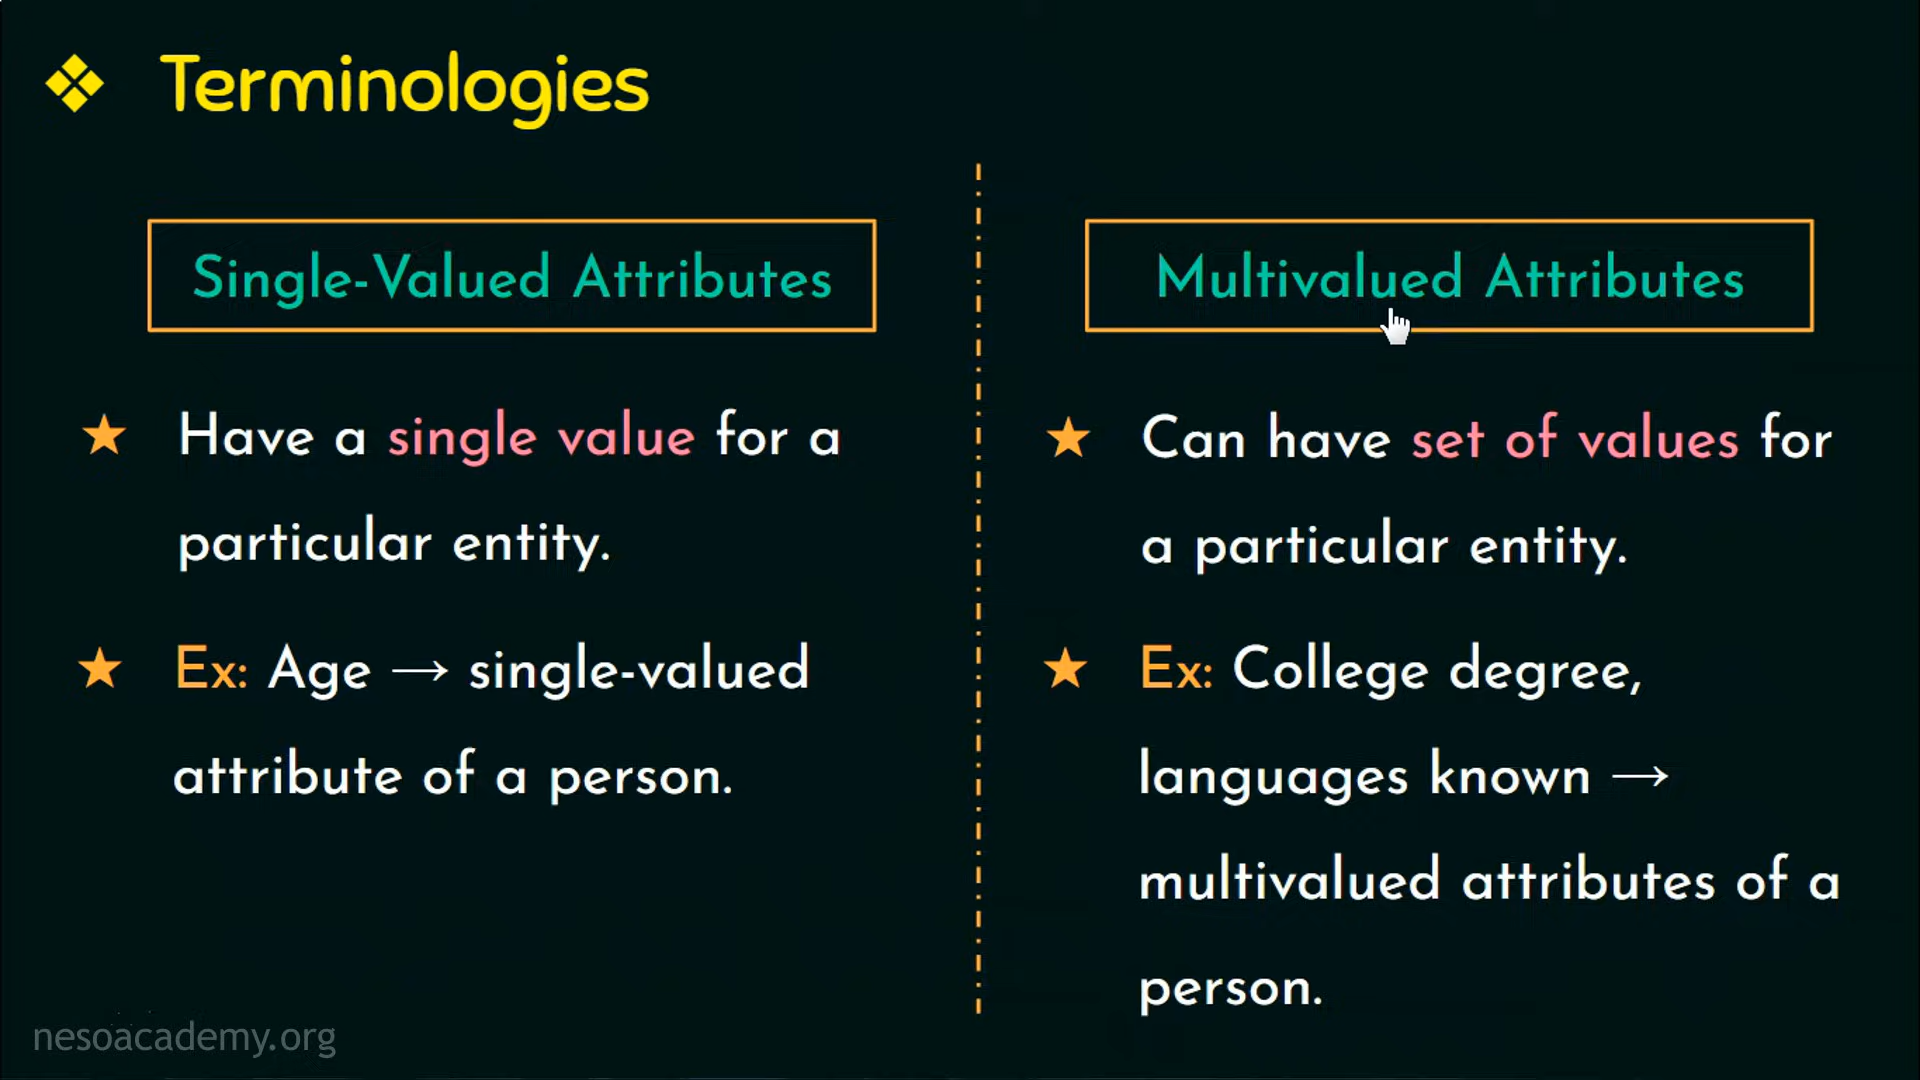 Terminologies
Single-Valued Attributes
Have a single value for a
particular entity.
Ex: Age → single-valued
attribute of a person.
Multivalued Attributes
Can have set of values for
a particular entity.
Ex: College degree,
languages known →
multivalued attributes of a
person.
nesoacademy.org